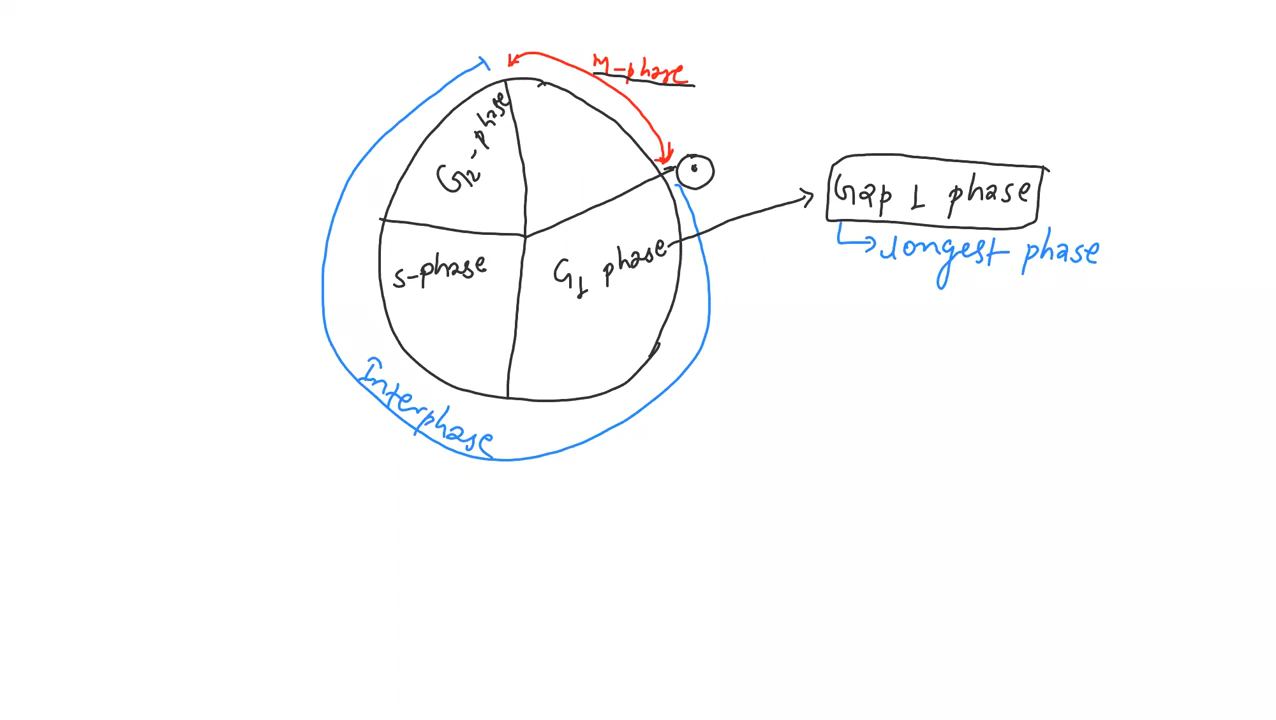 M-phase
G2-phase
Gap 1 phase
longest phase
S-phase
G1 phase
Interphase